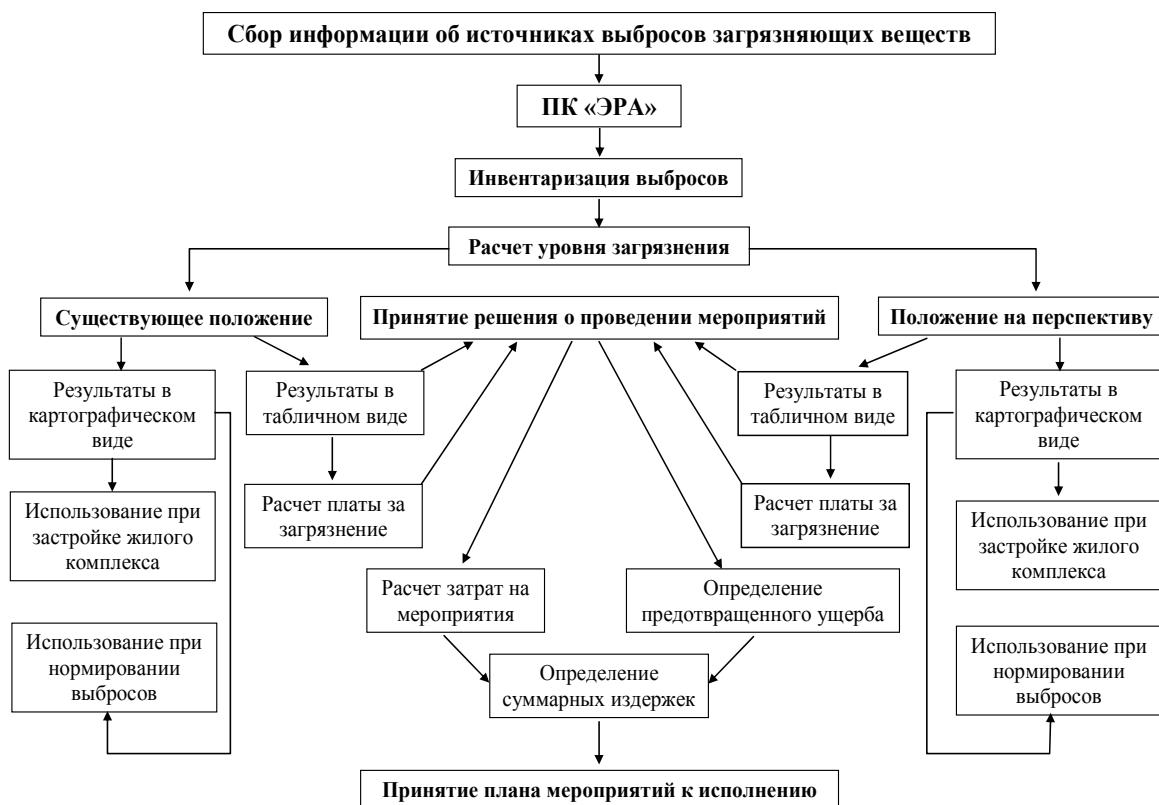 Сбор информации об источниках выбросов загрязняющих веществ
ПК «ЭРА»
Инвентаризация выбросов
Расчет уровня загрязнения
Существующее положение
Принятие решения о проведении мероприятий
Положение на перспективу
Результаты в
картографическом
виде
Результаты в
табличном виде
Результаты в
табличном виде
Результаты в
картографическом
виде
Расчет платы за
загрязнение
Расчет платы за
загрязнение
Использование при
застройке жилого
комплекса
Использование при
застройке жилого
комплекса
Расчет затрат на
мероприятия
Определение
предотвращенного ущерба
Использование при
нормировании
выбросов
Использование при
нормировании
выбросов
Определение
суммарных издержек
Принятие плана мероприятий к исполнению